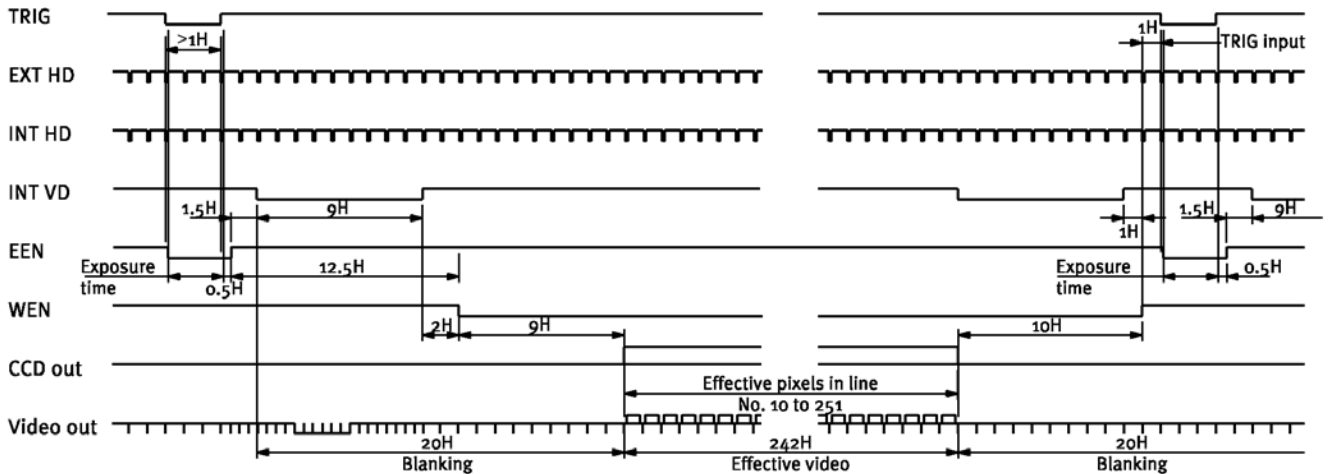 TRIG
>1H
1H
TRIG input
EXT HD
INT HD
INT VD
1.5H
9H
1.5H
9H
1H
EEN
Exposure
time
12.5H
0.5H
Exposure
time
0.5H
WEN
2H
9H
10H
CCD out
Effective pixels in line
No. 10 to 251
Video out
20H
Blanking
242H
Effective video
20H
Blanking